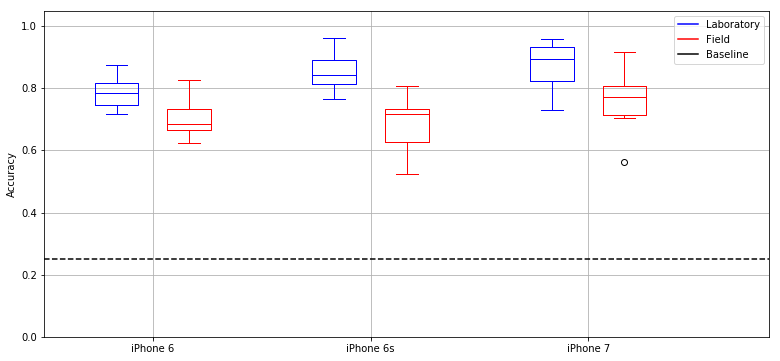 1.0
0.8
0.6
0.4
0.2
0.0
Accuracy
Laboratory
Field
Baseline
iPhone 6
iPhone 6s
iPhone 7